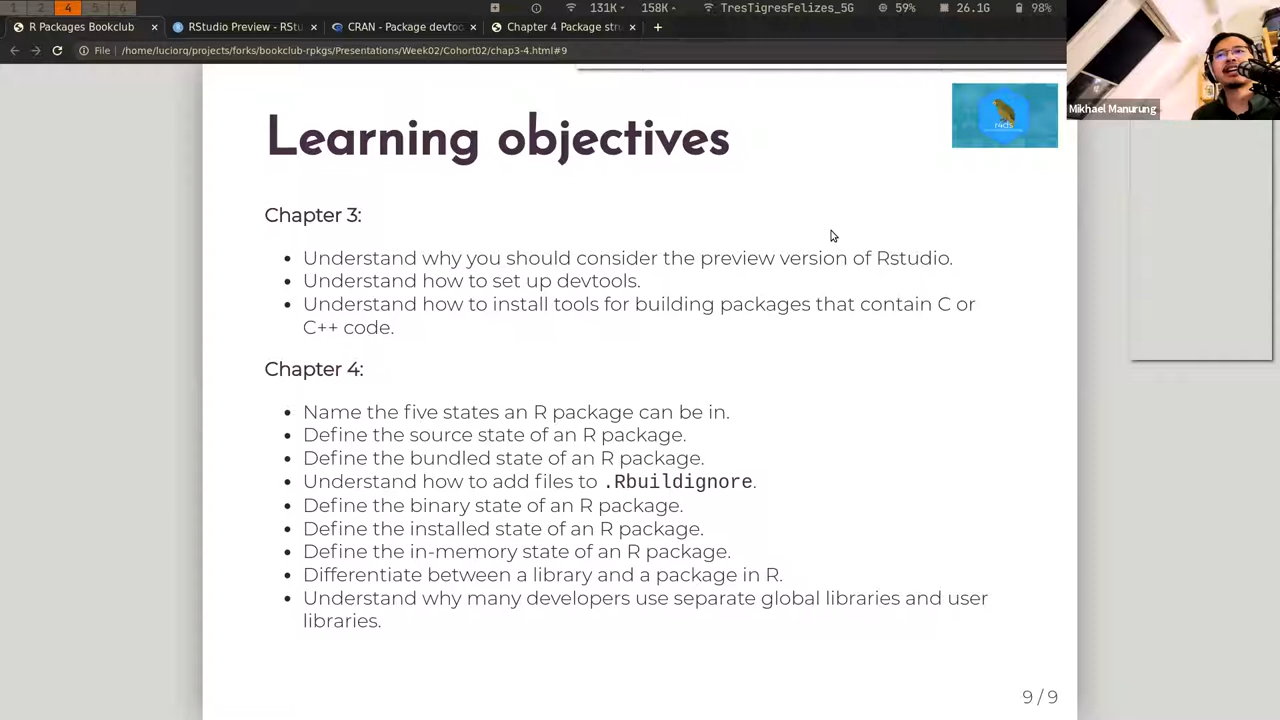 1 2 4 5 6 131K 158K TresTigresFelizes_5G 59% 26.1G 98%
R Packages Bookclub × RStudio Preview - RStu × CRAN - Package devtoo × Chapter 4 Package stru × +
File /home/luciorq/projects/forks/bookclub-rpkgs/Presentations/Week02/Cohort02/chap3-4.html#9
Mikhael Manurung
Learning objectives
r4ds
Chapter 3:
• Understand why you should consider the preview version of Rstudio.
• Understand how to set up devtools.
• Understand how to install tools for building packages that contain C or
C++ code.
Chapter 4:
• Name the five states an R package can be in.
• Define the source state of an R package.
• Define the bundled state of an R package.
• Understand how to add files to .Rbuildignore.
• Define the binary state of an R package.
• Define the installed state of an R package.
• Define the in-memory state of an R package.
• Differentiate between a library and a package in R.
• Understand why many developers use separate global libraries and user
libraries.
9 / 9